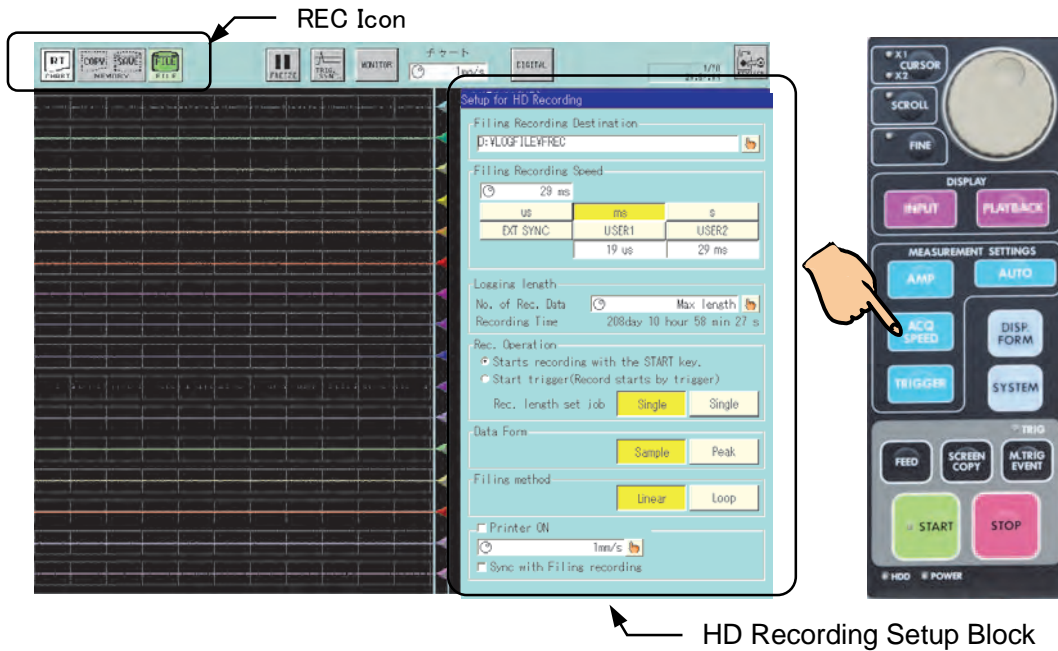 REC Icon
RT COPY SAVE FILE
CHART MEMORY FILE
FREEZE
TRIG. SYNC.
MONITOR
チャート
1mm/s
DIGITAL
1/10
Setup for HD Recording
Filing Recording Destination
D:¥LOGFILE¥FREC
Filing Recording Speed
29 ms
us ms s
EXT SYNC USER1 USER2
19 us 29 ms
Logging length
No. of Rec. Data Max length
Recording Time 208day 10 hour 58 min 27 s
Rec. Operation
Starts recording with the START key.
Start trigger(Record starts by trigger)
Rec. length set job Single Single
Data Form
Sample Peak
Filing method
Linear Loop
Printer ON
1mm/s
Sync with Filing recording
HD Recording Setup Block
X1
CURSOR
X2
SCROLL
FINE
DISPLAY
INPUT PLAYBACK
MEASUREMENT SETTINGS
AMP AUTO
ACQ SPEED
DISP. FORM
TRIGGER SYSTEM
TRIG
FEED
SCREEN COPY
M.TRIG EVENT
START STOP
HDD POWER